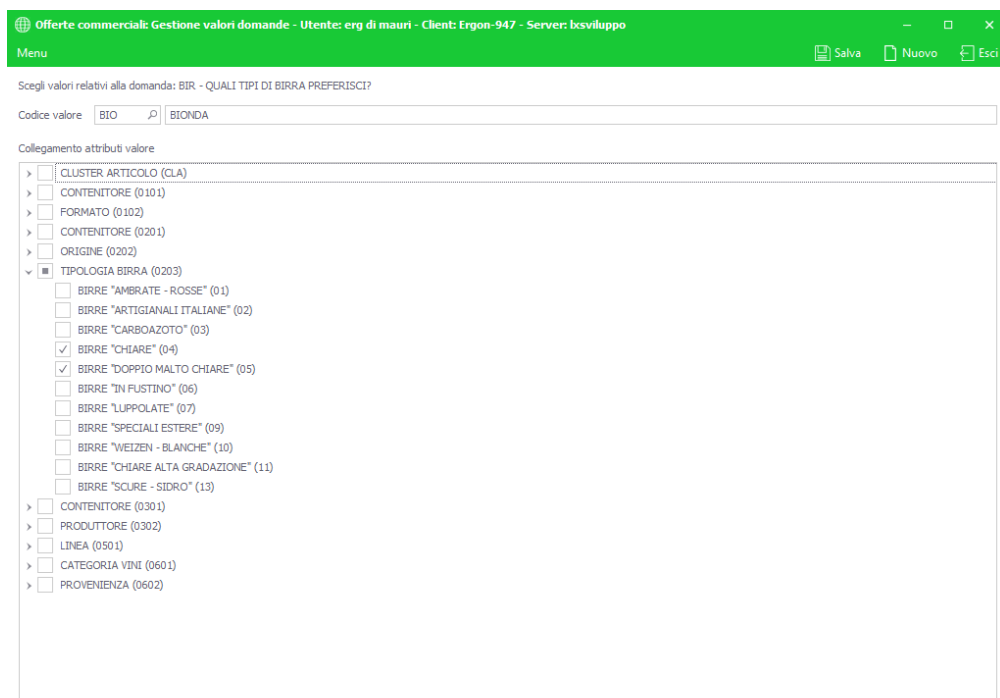 Offerte commerciali: Gestione valori domande - Utente: erg di mauri - Client: Ergon-947 - Server: lxsviluppo
Menu Salva Nuovo Esci
Scegli valori relativi alla domanda: BIR - QUALI TIPI DI BIRRA PREFERISCI?
Codice valore BIO BIONDA
Collegamento attributi valore
CLUSTER ARTICOLO (CLA)
CONTENITORE (0101)
FORMATO (0102)
CONTENITORE (0201)
ORIGINE (0202)
TIPOLOGIA BIRRA (0203)
BIRRE "AMBRATE - ROSSE" (01)
BIRRE "ARTIGIANALI ITALIANE" (02)
BIRRE "CARBOAZOTO" (03)
BIRRE "CHIARE" (04)
BIRRE "DOPPIO MALTO CHIARE" (05)
BIRRE "IN FUSTINO" (06)
BIRRE "LUPPOLATE" (07)
BIRRE "SPECIALI ESTERE" (09)
BIRRE "WEIZEN - BLANCHE" (10)
BIRRE "CHIARE ALTA GRADAZIONE" (11)
BIRRE "SCURE - SIDRO" (13)
CONTENITORE (0301)
PRODUTTORE (0302)
LINEA (0501)
CATEGORIA VINI (0601)
PROVENIENZA (0602)